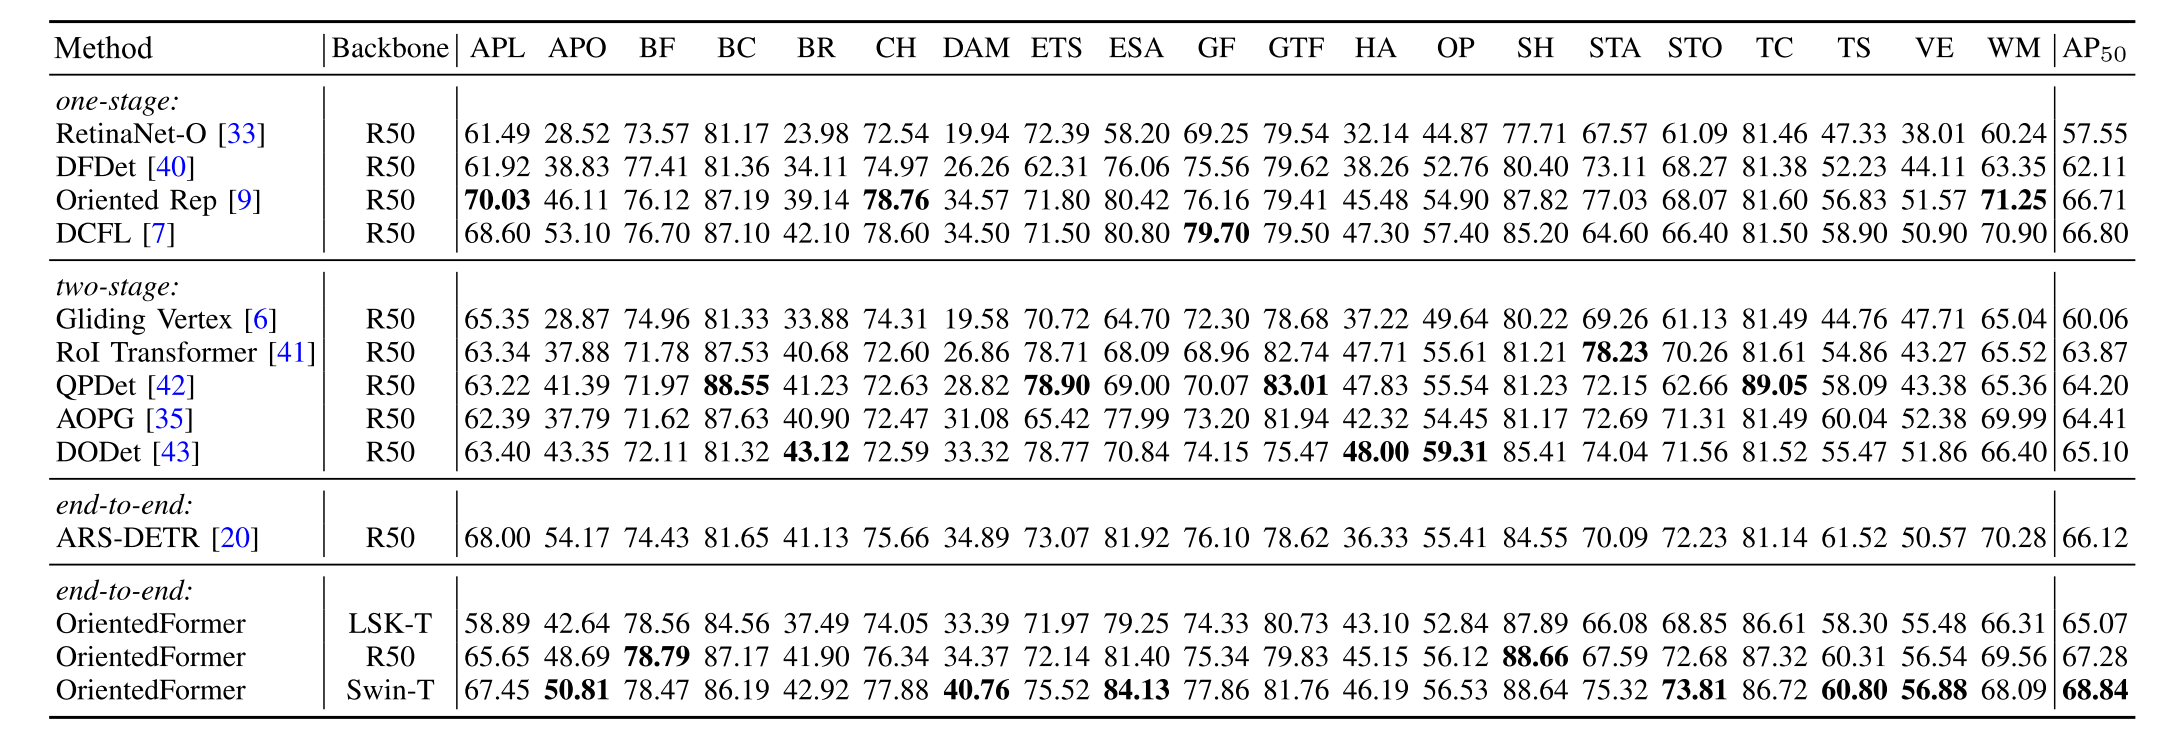 Method Backbone APL APO BF BC BR CH DAM ETS ESA GF GTF HA OP SH STA STO TC TS VE WM AP50
one-stage:
RetinaNet-O [33] R50 61.49 28.52 73.57 81.17 23.98 72.54 19.94 72.39 58.20 69.25 79.54 32.14 44.87 77.71 67.57 61.09 81.46 47.33 38.01 60.24 57.55
DFDet [40] R50 61.92 38.83 77.41 81.36 34.11 74.97 26.26 62.31 76.06 75.56 79.62 38.26 52.76 80.40 73.11 68.27 81.38 52.23 44.11 63.35 62.11
Oriented Rep [9] R50 70.03 46.11 76.12 87.19 39.14 78.76 34.57 71.80 80.42 76.16 79.41 45.48 54.90 87.82 77.03 68.07 81.60 56.83 51.57 71.25 66.71
DCFL [7] R50 68.60 53.10 76.70 87.10 42.10 78.60 34.50 71.50 80.80 79.70 79.50 47.30 57.40 85.20 64.60 66.40 81.50 58.90 50.90 70.90 66.80
two-stage:
Gliding Vertex [6] R50 65.35 28.87 74.96 81.33 33.88 74.31 19.58 70.72 64.70 72.30 78.68 37.22 49.64 80.22 69.26 61.13 81.49 44.76 47.71 65.04 60.06
RoI Transformer [41] R50 63.34 37.88 71.78 87.53 40.68 72.60 26.86 78.71 68.09 68.96 82.74 47.71 55.61 81.21 78.23 70.26 81.61 54.86 43.27 65.52 63.87
QPDet [42] R50 63.22 41.39 71.97 88.55 41.23 72.63 28.82 78.90 69.00 70.07 83.01 47.83 55.54 81.23 72.15 62.66 89.05 58.09 43.38 65.36 64.20
AOPG [35] R50 62.39 37.79 71.62 87.63 40.90 72.47 31.08 65.42 77.99 73.20 81.94 42.32 54.45 81.17 72.69 71.31 81.49 60.04 52.38 69.99 64.41
DODet [43] R50 63.40 43.35 72.11 81.32 43.12 72.59 33.32 78.77 70.84 74.15 75.47 48.00 59.31 85.41 74.04 71.56 81.52 55.47 51.86 66.40 65.10
end-to-end:
ARS-DETR [20] R50 68.00 54.17 74.43 81.65 41.13 75.66 34.89 73.07 81.92 76.10 78.62 36.33 55.41 84.55 70.09 72.23 81.14 61.52 50.57 70.28 66.12
end-to-end:
OrientedFormer LSK-T 58.89 42.64 78.56 84.56 37.49 74.05 33.39 71.97 79.25 74.33 80.73 43.10 52.84 87.89 66.08 68.85 86.61 58.30 55.48 66.31 65.07
OrientedFormer R50 65.65 48.69 78.79 87.17 41.90 76.34 34.37 72.14 81.40 75.34 79.83 45.15 56.12 88.66 67.59 72.68 87.32 60.31 56.54 69.56 67.28
OrientedFormer Swin-T 67.45 50.81 78.47 86.19 42.92 77.88 40.76 75.52 84.13 77.86 81.76 46.19 56.53 88.64 75.32 73.81 86.72 60.80 56.88 68.09 68.84